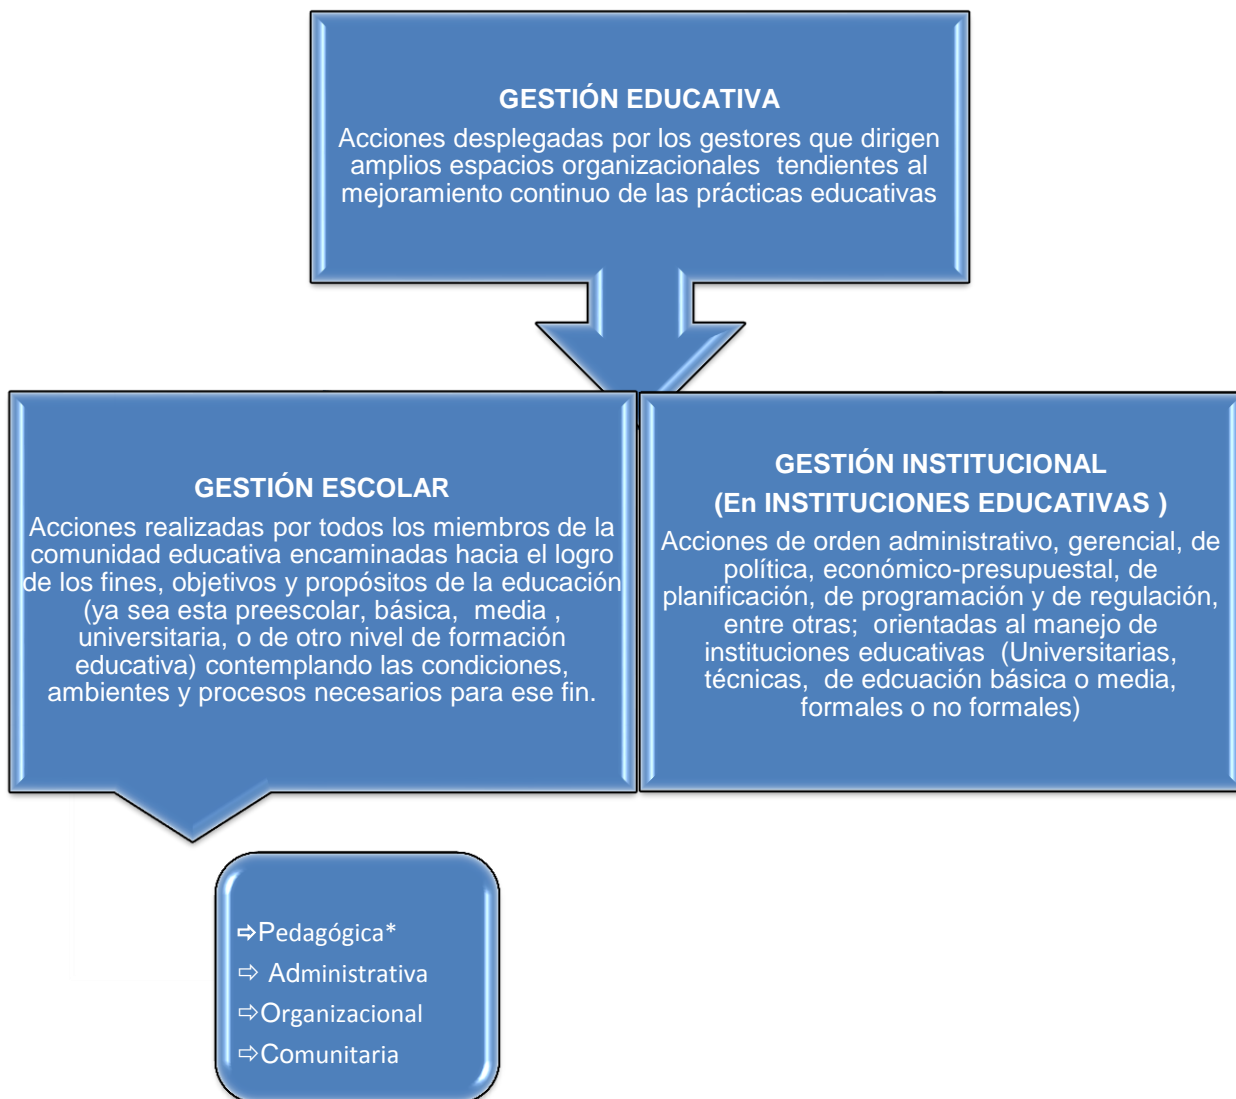 GESTIÓN EDUCATIVA
Acciones desplegadas por los gestores que dirigen
amplios espacios organizacionales tendientes al
mejoramiento continuo de las prácticas educativas
GESTIÓN ESCOLAR
Acciones realizadas por todos los miembros de la
comunidad educativa encaminadas hacia el logro
de los fines, objetivos y propósitos de la educación
(ya sea esta preescolar, básica, media ,
universitaria, o de otro nivel de formación
educativa) contemplando las condiciones,
ambientes y procesos necesarios para ese fin.
GESTIÓN INSTITUCIONAL
(En INSTITUCIONES EDUCATIVAS )
Acciones de orden administrativo, gerencial, de
política, económico-presupuestal, de
planificación, de programación y de regulación,
entre otras; orientadas al manejo de
instituciones educativas (Universitarias,
técnicas, de edcuación básica o media,
formales o no formales)
⇨Pedagógica*
⇨ Administrativa
⇨Organizacional
⇨Comunitaria